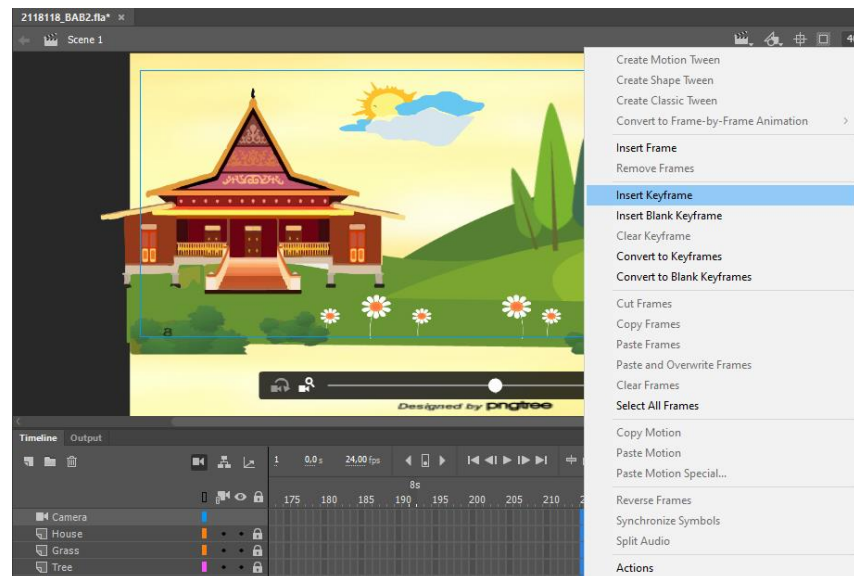 2118118_BAB2.fla* ×
Scene 1
40
Create Motion Tween
Create Shape Tween
Create Classic Tween
Convert to Frame-by-Frame Animation
Insert Frame
Remove Frames
Insert Keyframe
Insert Blank Keyframe
Clear Keyframe
Convert to Keyframes
Convert to Blank Keyframes
Cut Frames
Copy Frames
Paste Frames
Paste and Overwrite Frames
Clear Frames
Select All Frames
Copy Motion
Paste Motion
Paste Motion Special...
Reverse Frames
Synchronize Symbols
Split Audio
Actions
Designed by pngtree
Timeline Output
1 0,0 s 24,00 fps
8s
175 180 185 190 195 200 205 210
Camera
House
Grass
Tree